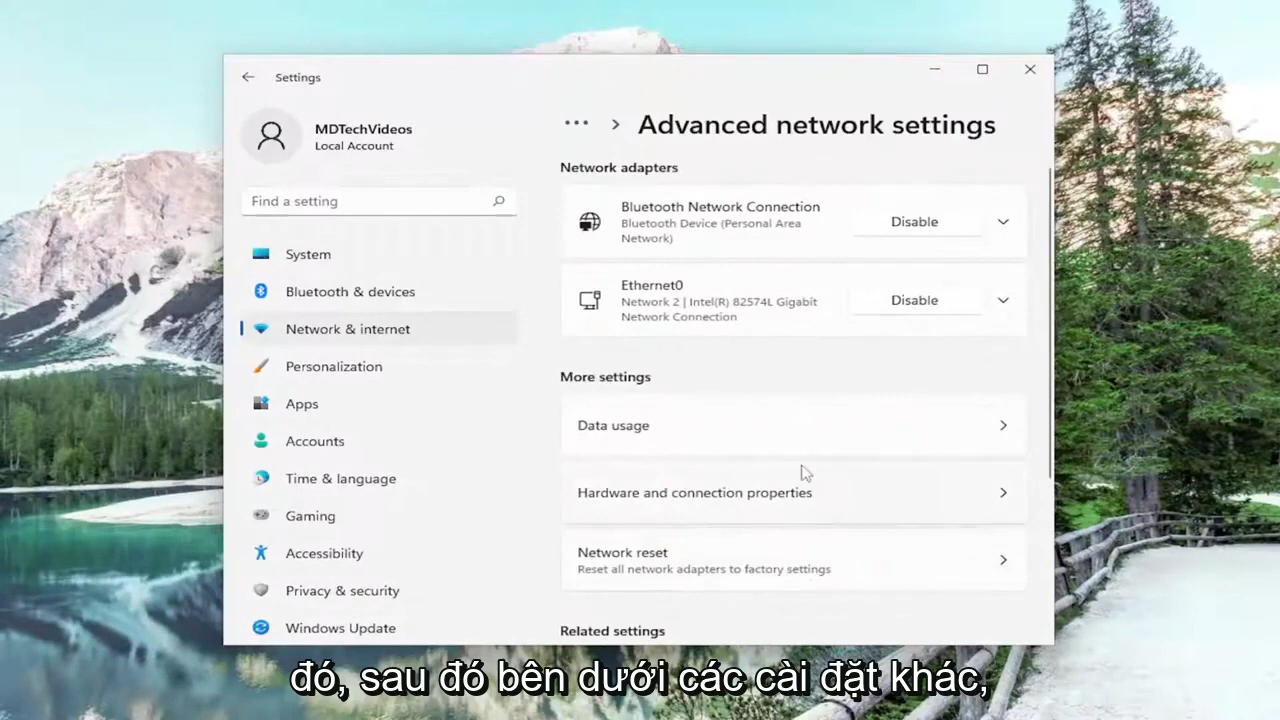 Settings
MDTechVideos
Local Account
Find a setting
System
Bluetooth & devices
Network & internet
Personalization
Apps
Accounts
Time & language
Gaming
Accessibility
Privacy & security
Windows Update
Advanced network settings
Network adapters
Bluetooth Network Connection
Bluetooth Device (Personal Area
Network)
Disable
Ethernet0
Network 2 | Intel(R) 82574L Gigabit
Network Connection
Disable
More settings
Data usage
Hardware and connection properties
Network reset
Reset all network adapters to factory settings
Related settings
đó, sau đó bên dưới các cài đặt khác,